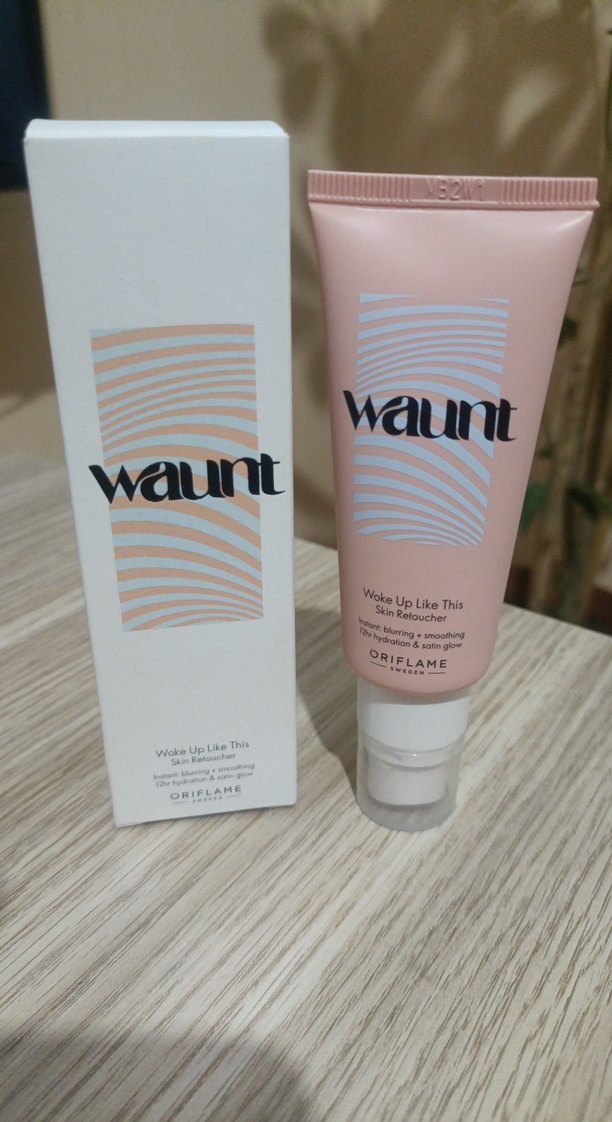 waunt
Woke Up Like This
Skin Retoucher
Instant: blurring + smoothing
12hr hydration & satin glow
ORIFLAME
SWEDEN
waunt
Woke Up Like This
Skin Retoucher
Instant: blurring + smoothing
12hr hydration & satin glow
ORIFLAME
SWEDEN